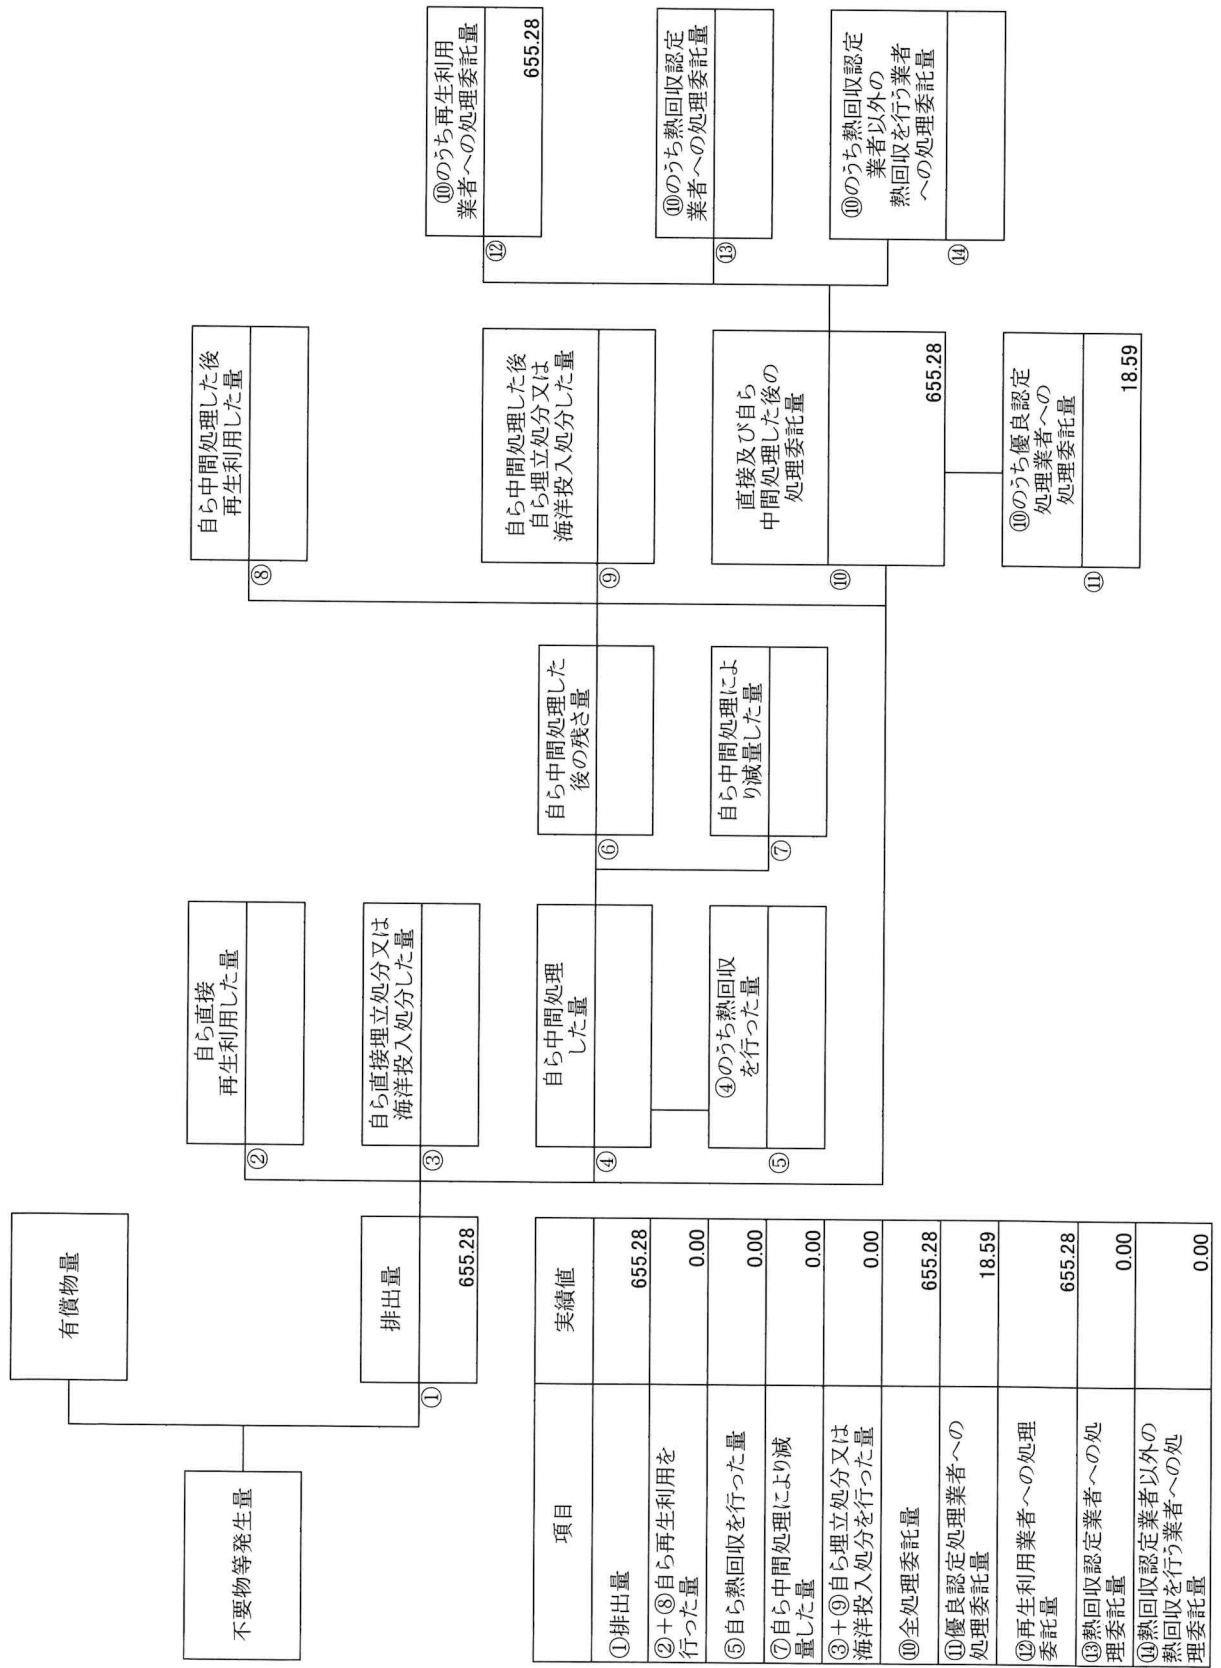 不要物等発生量
有償物量
①
排出量
655.28
②
自ら直接
再生利用した量
③
自ら直接埋立処分又は
海洋投入処分した量
④
自ら中間処理
した量
⑤
④のうち熱回収
を行った量
⑥
自ら中間処理した
後の残さ量
⑦
自ら中間処理によ
り減量した量
⑧
自ら中間処理した後
再生利用した量
⑨
自ら中間処理した後
自ら埋立処分又は
海洋投入処分した量
⑩
直接及び自ら
中間処理した後の
処理委託量
655.28
⑪
⑩のうち優良認定
処理業者への
処理委託量
18.59
⑫
⑩のうち再生利用
業者への処理委託量
655.28
⑬
⑩のうち熱回収認定
業者への処理委託量
⑭
⑩のうち熱回収認定
業者以外の
熱回収を行う業者
への処理委託量
項目
実績値
①排出量
655.28
②+⑧自ら再生利用を
行った量
0.00
⑤自ら熱回収を行った量
0.00
⑦自ら中間処理により減
量した量
0.00
③+⑨自ら埋立処分又は
海洋投入処分を行った量
0.00
⑩全処理委託量
655.28
⑪優良認定処理業者への
処理委託量
18.59
⑫再生利用業者への処理
委託量
655.28
⑬熱回収認定業者への処
理委託量
0.00
⑭熱回収認定業者以外の
熱回収を行う業者への処
理委託量
0.00